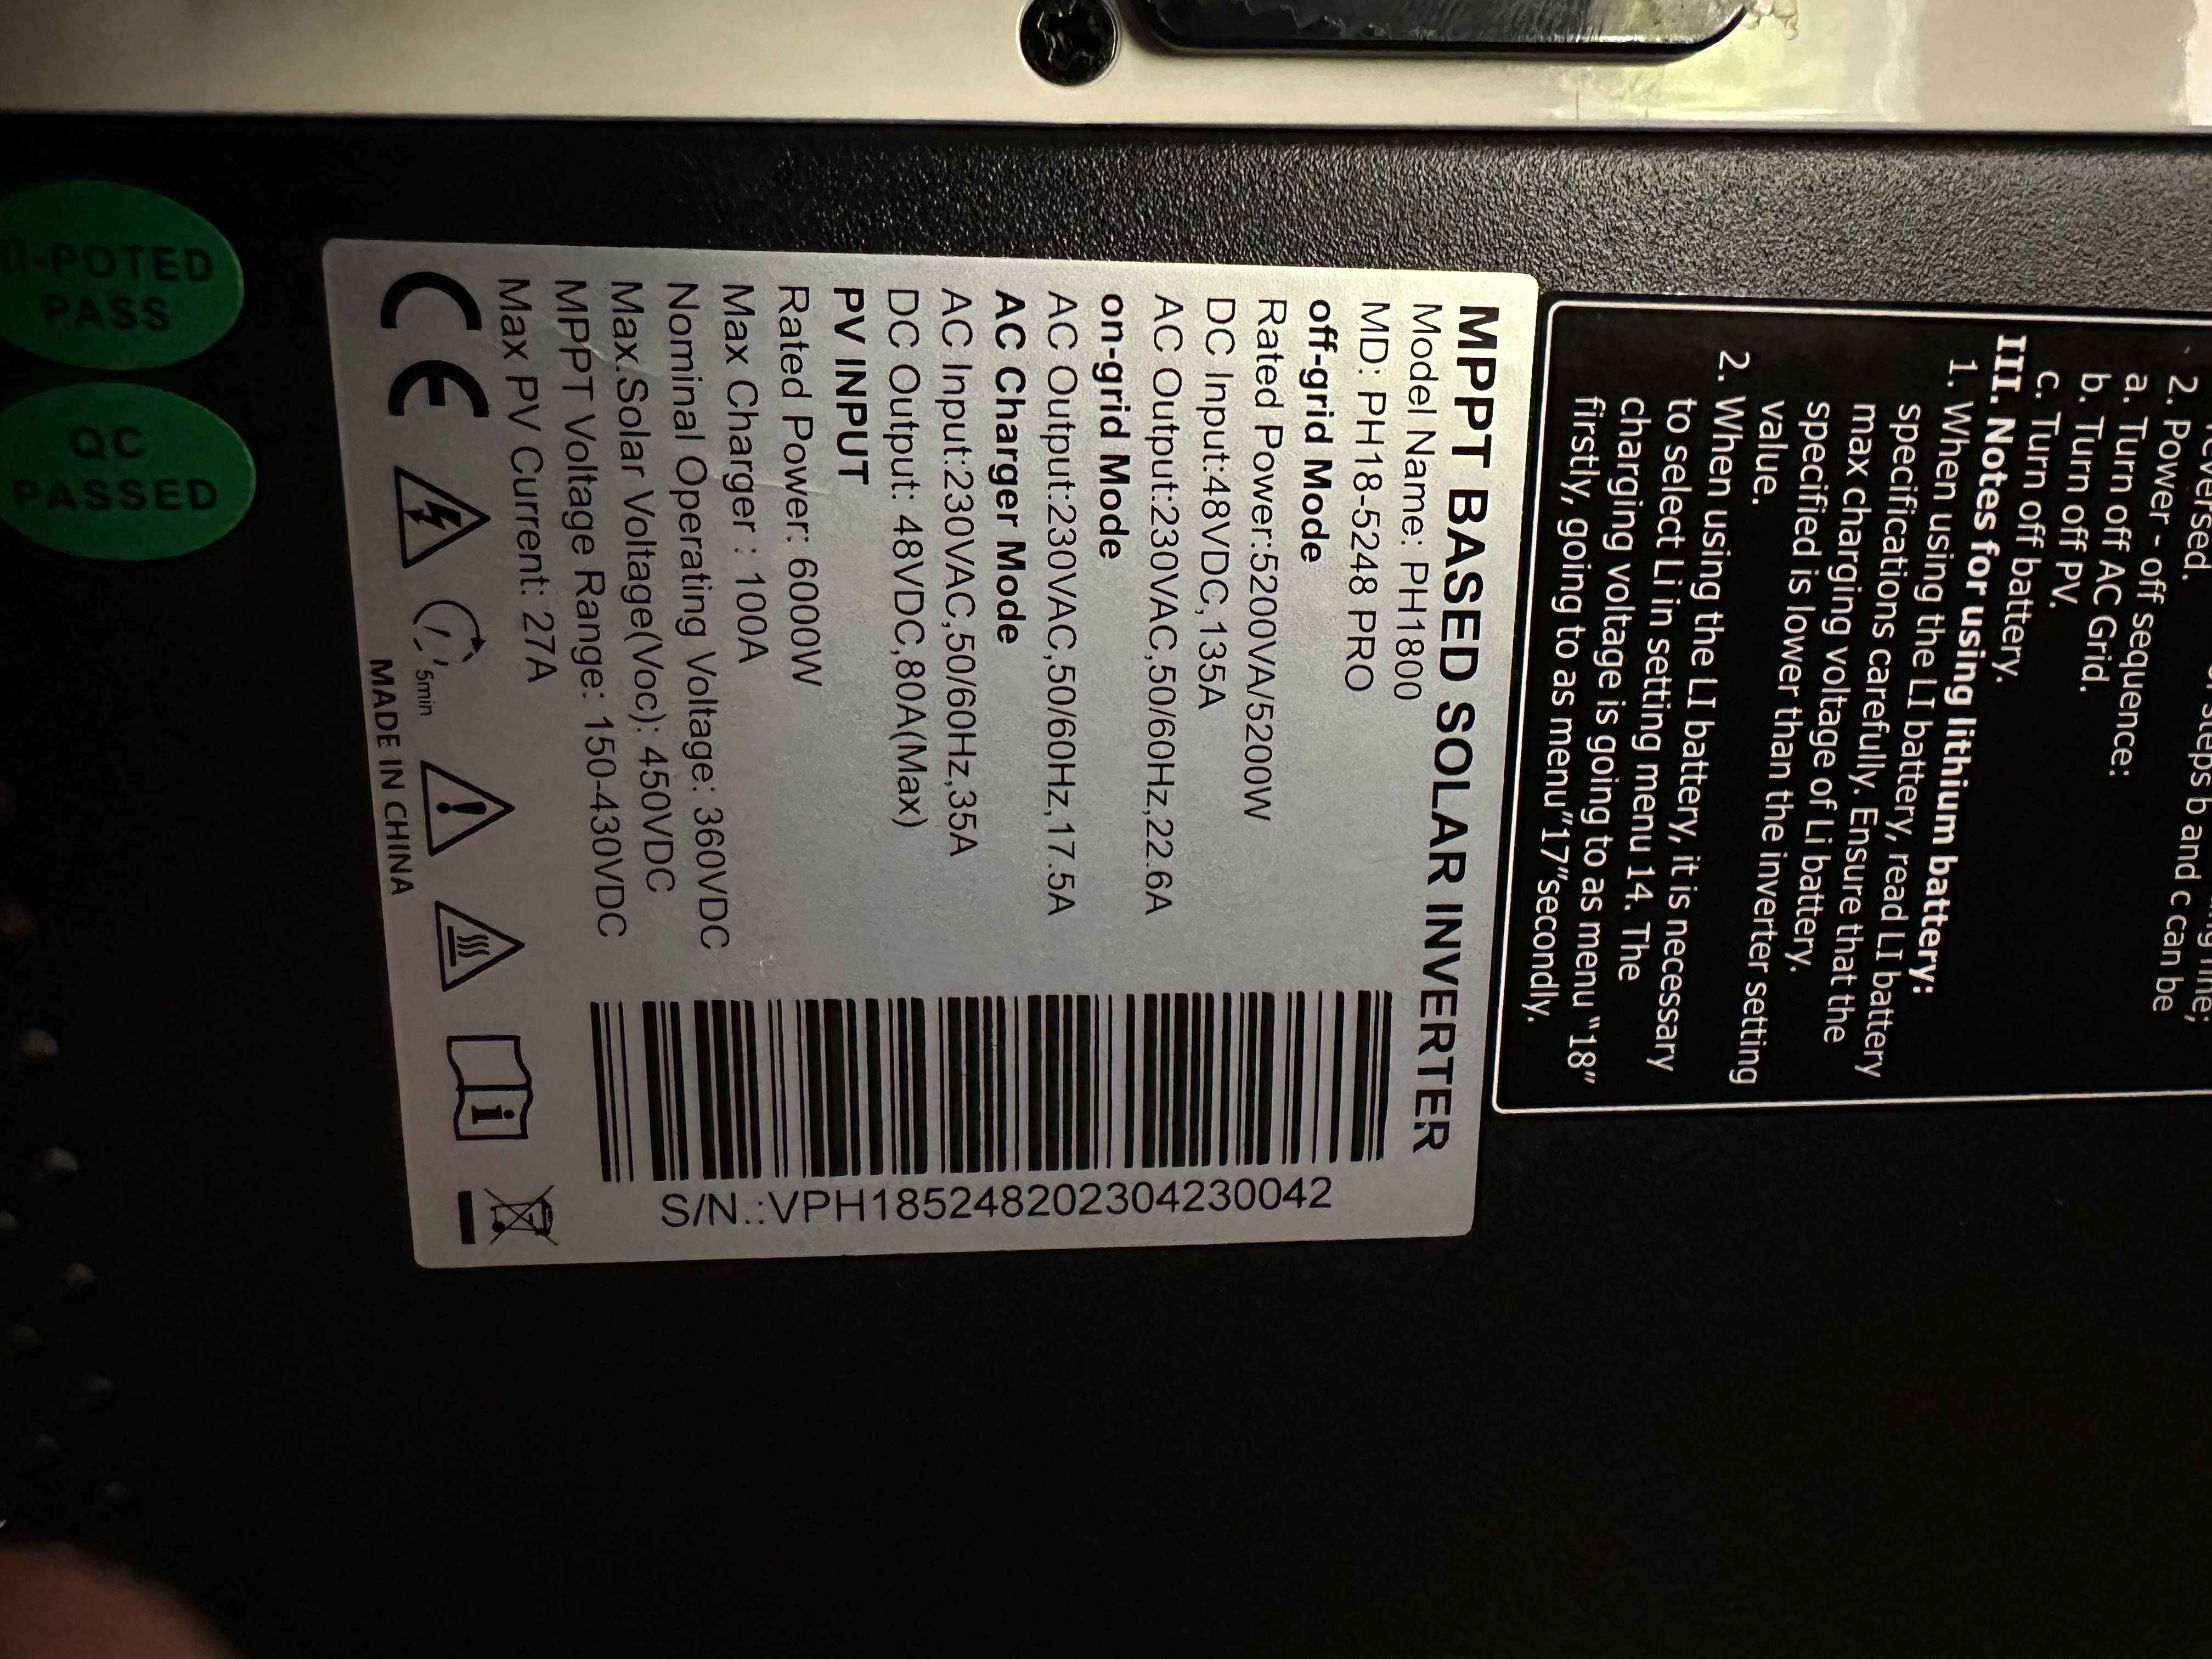 2. Power - off sequence:
a. Turn off AC Grid.
b. Turn off PV.
c. Turn off battery.
III. Notes for using lithium battery:
1. When using the LI battery, read LI battery
specifications carefully. Ensure that the
max charging voltage of Li battery.
specified is lower than the inverter setting
value.
2. When using the LI battery, it is necessary
to select Li in setting menu 14. The
charging voltage is going to as menu "18"
firstly, going to as menu"17"secondly.
MPPT BASED SOLAR INVERTER
Model Name: PH1800
MD: PH18-5248 PRO
off-grid Mode
Rated Power:5200VA/5200W
DC Input:48VDC,135A
AC Output:230VAC,50/60Hz,22.6A
on-grid Mode
AC Output:230VAC,50/60Hz,17.5A
AC Charger Mode
AC Input:230VAC,50/60Hz,35A
DC Output: 48VDC,80A(Max)
PV INPUT
Rated Power: 6000W
Max Charger : 100A
Nominal Operating Voltage: 360VDC
Max.Solar Voltage(Voc): 450VDC
MPPT Voltage Range: 150-430VDC
Max PV Current: 27A
S/N.:VPH185248202304230042
CE
5min
MADE IN CHINA
HI-POTED
PASS
QC
PASSED